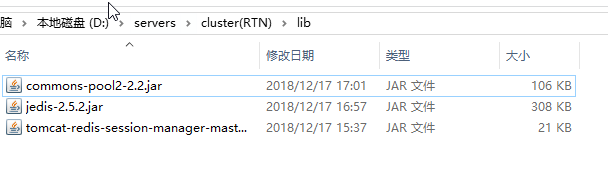 脑 > 本地磁盘 (D:) > servers > cluster(RTN) > lib
名称 修改日期 类型 大小
commons-pool2-2.2.jar 2018/12/17 17:01 JAR 文件 106 KB
jedis-2.5.2.jar 2018/12/17 16:57 JAR 文件 308 KB
tomcat-redis-session-manager-mast... 2018/12/17 15:37 JAR 文件 21 KB